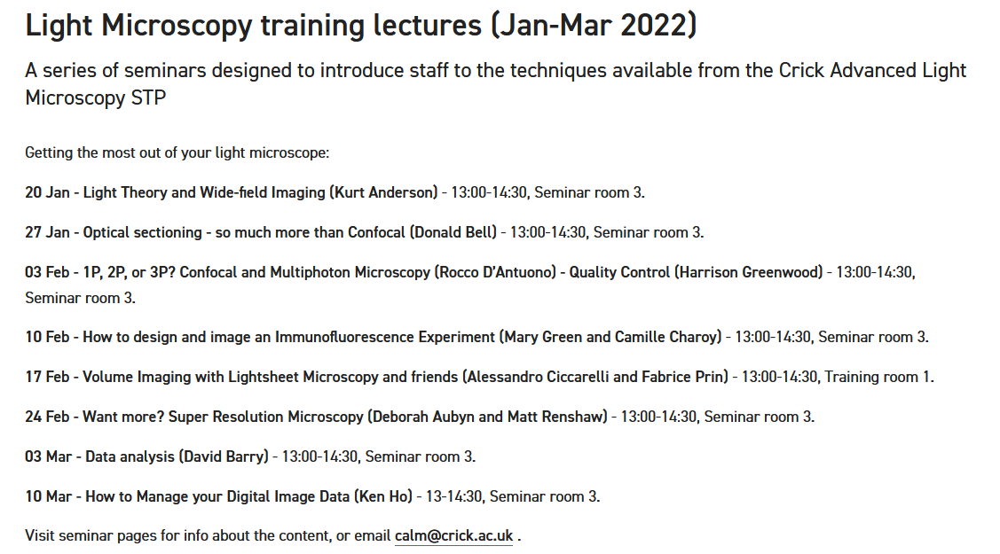 Light Microscopy training lectures (Jan-Mar 2022)
A series of seminars designed to introduce staff to the techniques available from the Crick Advanced Light
Microscopy STP
Getting the most out of your light microscope:
20 Jan - Light Theory and Wide-field Imaging (Kurt Anderson) - 13:00-14:30, Seminar room 3.
27 Jan - Optical sectioning - so much more than Confocal (Donald Bell) - 13:00-14:30, Seminar room 3.
03 Feb - 1P, 2P, or 3P? Confocal and Multiphoton Microscopy (Rocco D'Antuono) - Quality Control (Harrison Greenwood) - 13:00-14:30,
Seminar room 3.
10 Feb - How to design and image an Immunofluorescence Experiment (Mary Green and Camille Charoy) - 13:00-14:30, Seminar room 3.
17 Feb - Volume Imaging with Lightsheet Microscopy and friends (Alessandro Ciccarelli and Fabrice Prin) - 13:00-14:30, Training room 1.
24 Feb - Want more? Super Resolution Microscopy (Deborah Aubyn and Matt Renshaw) - 13:00-14:30, Seminar room 3.
03 Mar - Data analysis (David Barry) - 13:00-14:30, Seminar room 3.
10 Mar - How to Manage your Digital Image Data (Ken Ho) - 13-14:30, Seminar room 3.
Visit seminar pages for info about the content, or email calm@crick.ac.uk .